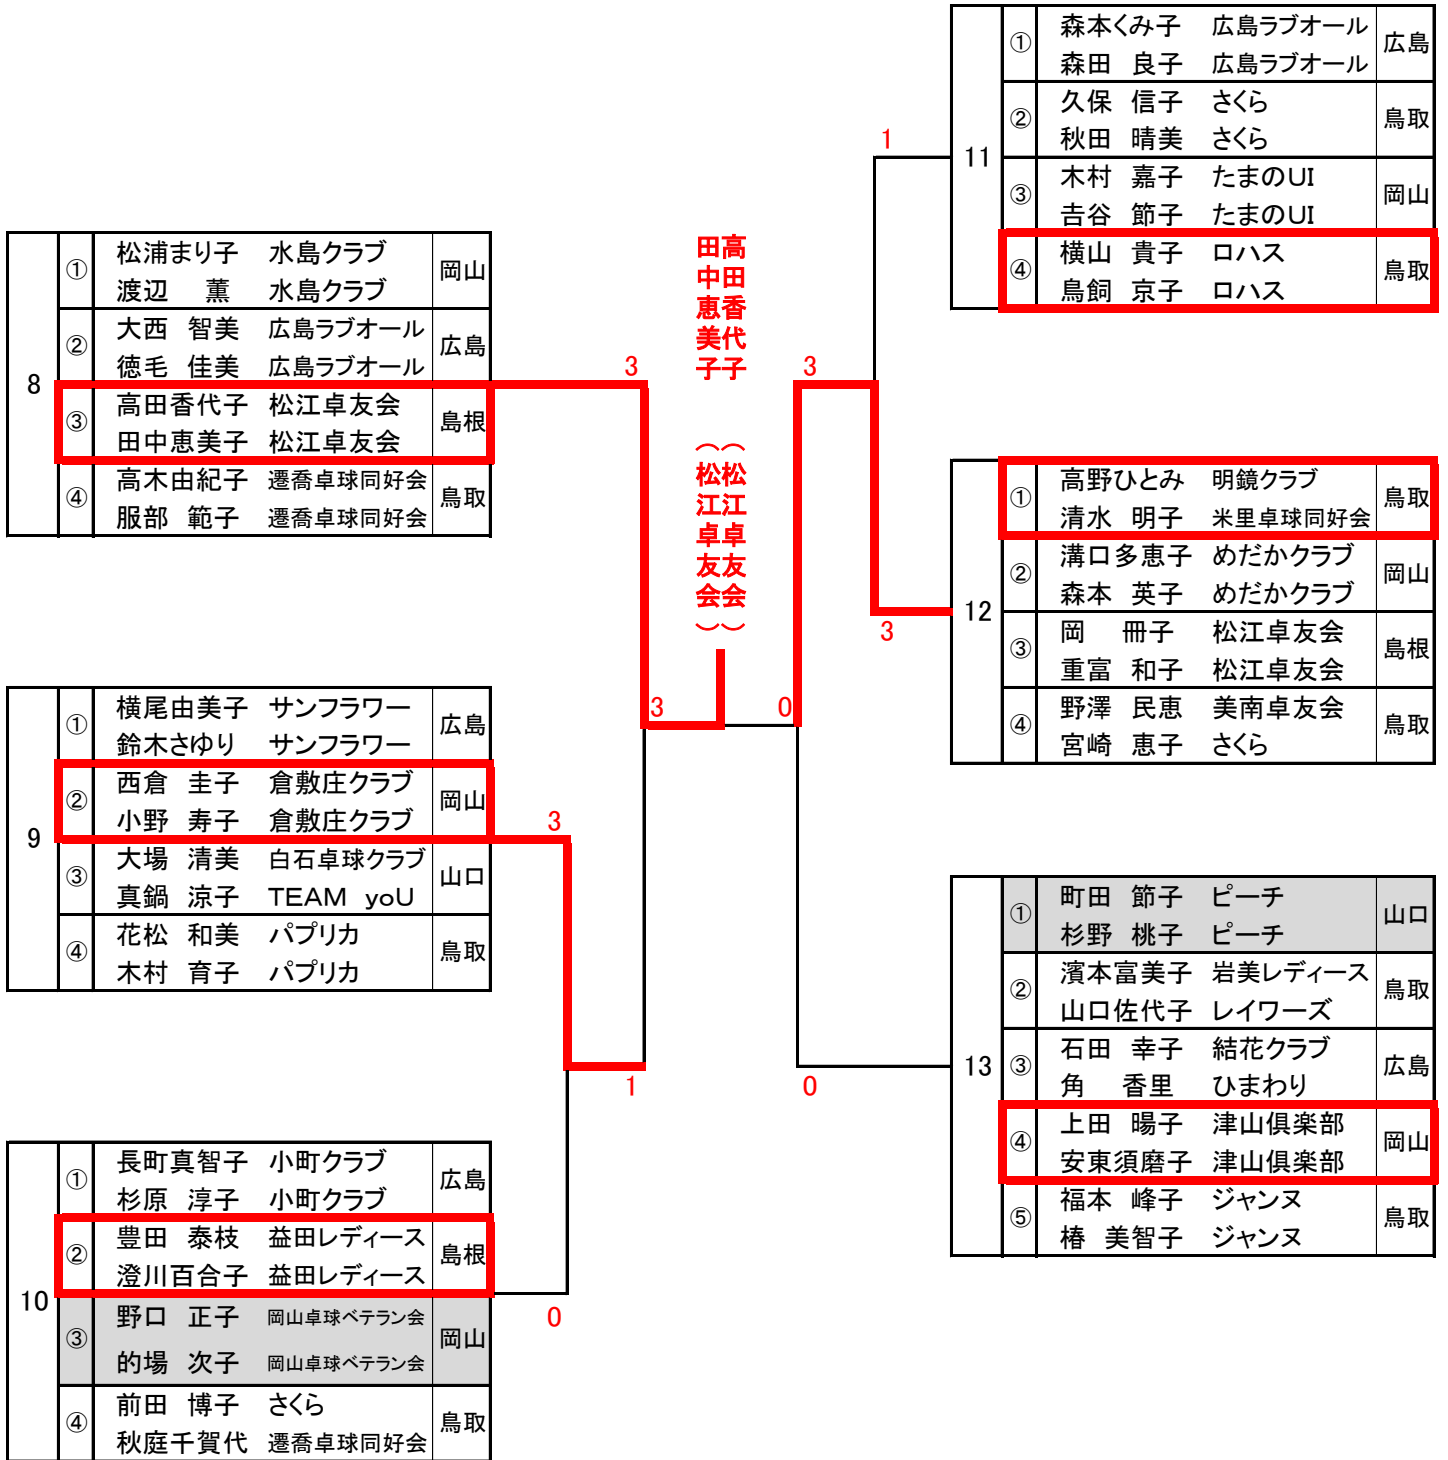 8
① 松浦まり子 水島クラブ 岡山
渡辺 薫 水島クラブ
② 大西 智美 広島ラブオール 広島
徳毛 佳美 広島ラブオール
③ 高田香代子 松江卓友会 島根
田中恵美子 松江卓友会
④ 高木由紀子 遷喬卓球同好会 鳥取
服部 範子 遷喬卓球同好会
9
① 横尾由美子 サンフラワー 広島
鈴木さゆり サンフラワー
② 西倉 圭子 倉敷庄クラブ 岡山
小野 寿子 倉敷庄クラブ
③ 大場 清美 白石卓球クラブ 山口
真鍋 涼子 TEAM yoU
④ 花松 和美 パプリカ 鳥取
木村 育子 パプリカ
10
① 長町真智子 小町クラブ 広島
杉原 淳子 小町クラブ
② 豊田 泰枝 益田レディース 島根
澄川百合子 益田レディース
③ 野口 正子 岡山卓球ベテラン会 岡山
的場 次子 岡山卓球ベテラン会
④ 前田 博子 さくら 鳥取
秋庭千賀代 遷喬卓球同好会
3
3
0
1
3
高田香代子 (松江卓友会)
田中恵美子 (松江卓友会)
0
3
1
3
0
11
① 森本くみ子 広島ラブオール 広島
森田 良子 広島ラブオール
② 久保 信子 さくら 鳥取
秋田 晴美 さくら
③ 木村 嘉子 たまのUI 岡山
吉谷 節子 たまのUI
④ 横山 貴子 ロハス 鳥取
鳥飼 京子 ロハス
12
① 高野ひとみ 明鏡クラブ 鳥取
清水 明子 米里卓球同好会
② 溝口多恵子 めだかクラブ 岡山
森本 英子 めだかクラブ
③ 岡 冊子 松江卓友会 島根
重富 和子 松江卓友会
④ 野澤 民恵 美南卓友会 鳥取
宮崎 恵子 さくら
13
① 町田 節子 ピーチ 山口
杉野 桃子 ピーチ
② 濱本富美子 岩美レディース 鳥取
山口佐代子 レイワーズ
③ 石田 幸子 結花クラブ 広島
角 香里 ひまわり
④ 上田 暘子 津山倶楽部 岡山
安東須磨子 津山倶楽部
⑤ 福本 峰子 ジャンヌ 鳥取
椿 美智子 ジャンヌ